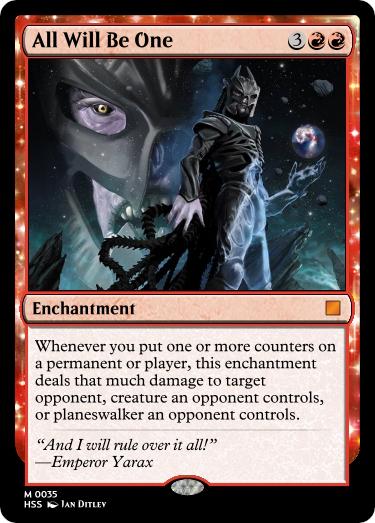 All Will Be One 3
Enchantment
Whenever you put one or more counters on
a permanent or player, this enchantment
deals that much damage to target
opponent, creature an opponent controls,
or planeswalker an opponent controls.
“And I will rule over it all!”
—Emperor Yarax
M 0035
HSS Jan Ditlev